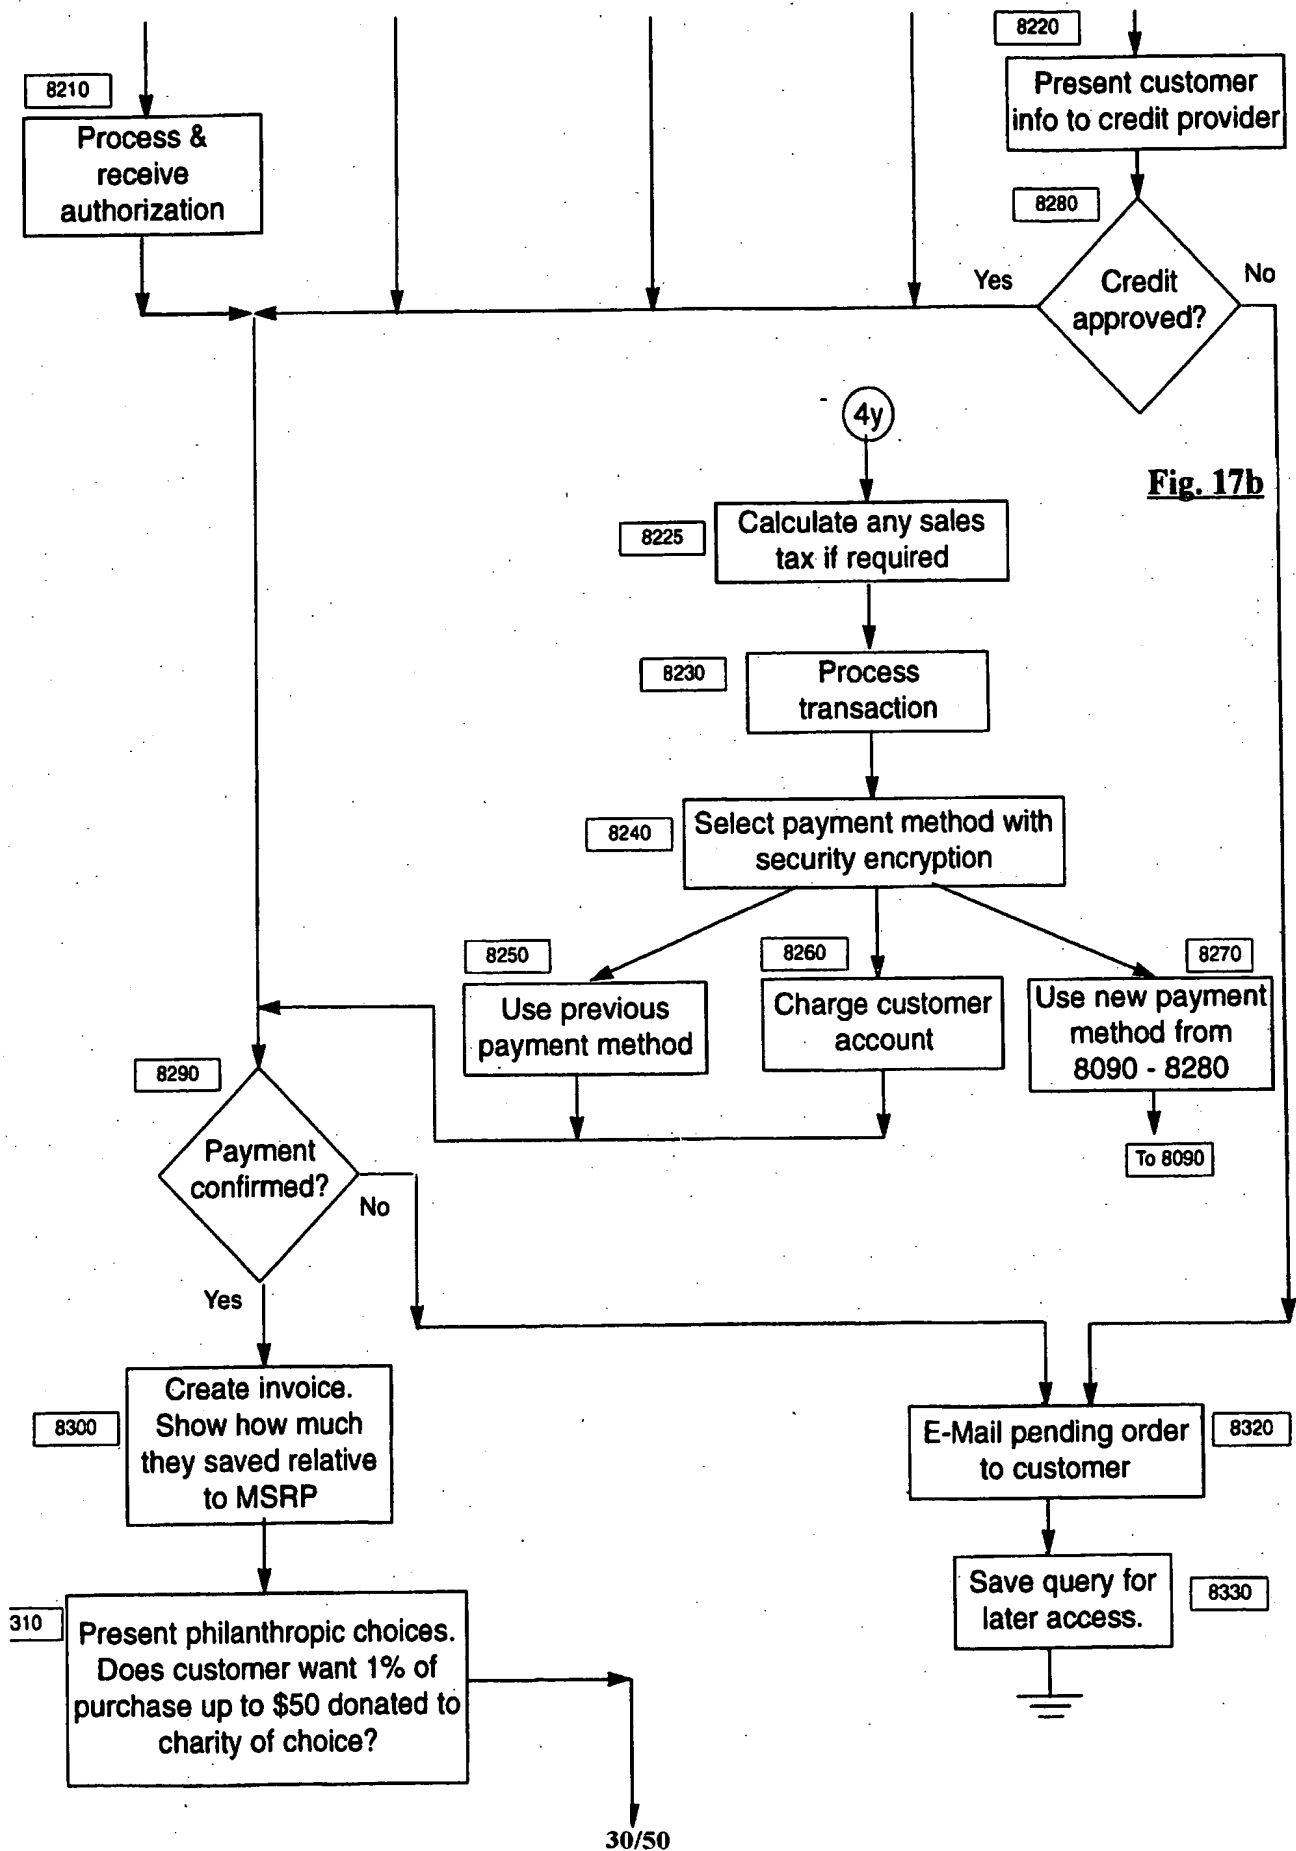 8220
Present customer
info to credit provider
8210
Process &
receive
authorization
8280
Credit
approved?
Yes
No
4y
Fig. 17b
8225
Calculate any sales
tax if required
8230
Process
transaction
8240
Select payment method with
security encryption
8250
Use previous
payment method
8260
Charge customer
account
8270
Use new payment
method from
8090 - 8280
To 8090
8290
Payment
confirmed?
No
Yes
8300
Create invoice.
Show how much
they saved relative
to MSRP
8320
E-Mail pending order
to customer
8330
Save query for
later access.
310
Present philanthropic choices.
Does customer want 1% of
purchase up to $50 donated to
charity of choice?
30/50